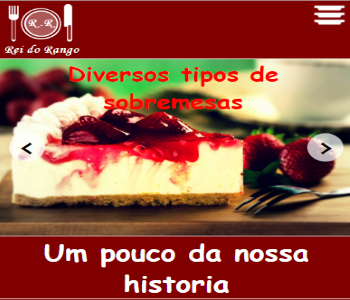 R. R
Rei do Rango
Diversos tipos de
sobremesas
Um pouco da nossa
historia